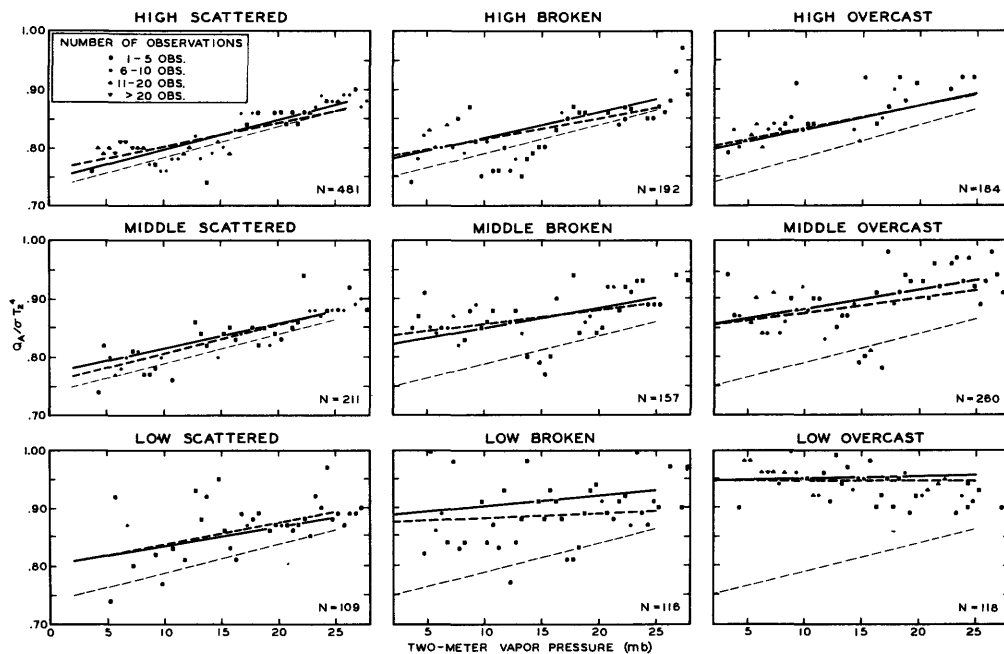 HIGH SCATTERED
HIGH BROKEN
HIGH OVERCAST
1.00
.90
.80
.70
NUMBER OF OBSERVATIONS
1-5 OBS.
6-10 OBS.
11-20 OBS.
> 20 OBS.
N=481
N=192
N=184
MIDDLE SCATTERED
MIDDLE BROKEN
MIDDLE OVERCAST
1.00
.90
.80
.70
Q_A/σ T_z^4
N=211
N=157
N=260
LOW SCATTERED
LOW BROKEN
LOW OVERCAST
1.00
.90
.80
.70
.60
N=109
N=116
N=118
0 5 10 15 20 25 5 10 15 20 25 5 10 15 20 25
TWO-METER VAPOR PRESSURE (mb)